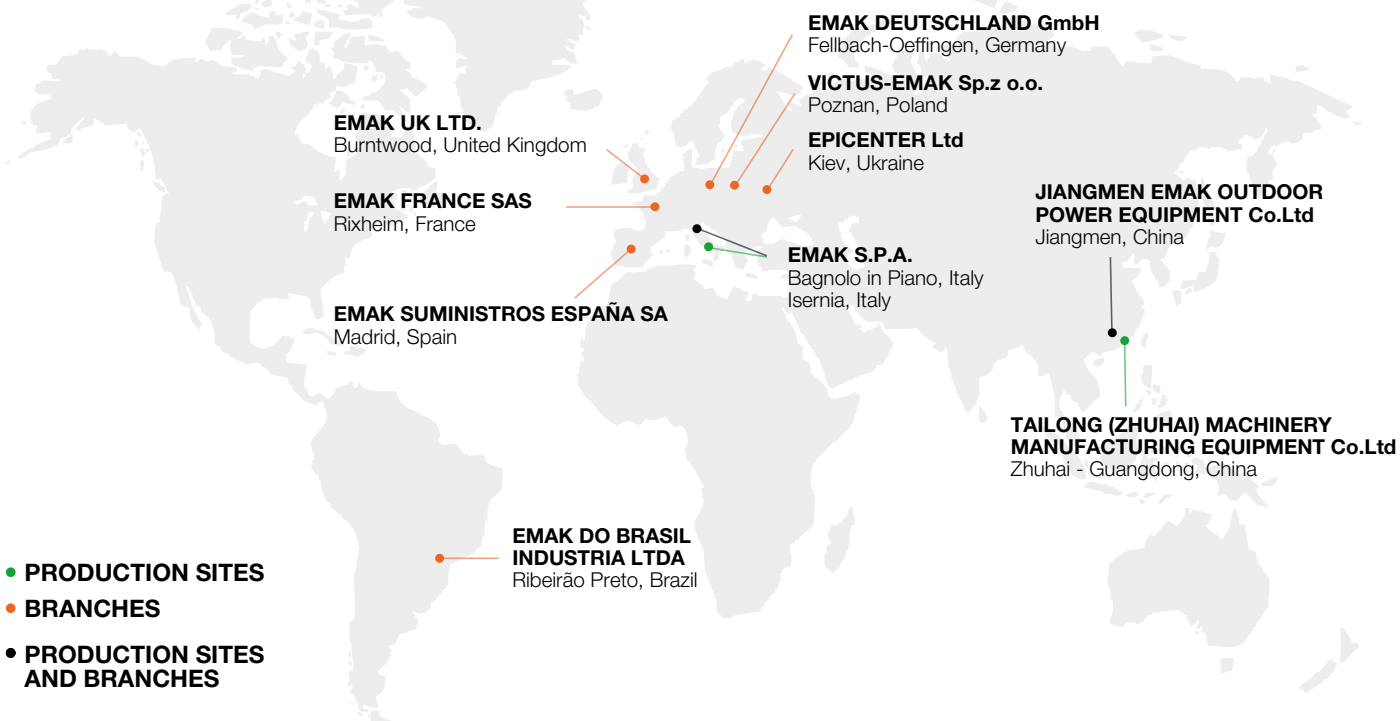 EMAK DEUTSCHLAND GmbH
Fellbach-Oeffingen, Germany
VICTUS-EMAK Sp.z o.o.
Poznan, Poland
EPICENTER Ltd
Kiev, Ukraine
EMAK UK LTD.
Burntwood, United Kingdom
EMAK FRANCE SAS
Rixheim, France
EMAK SUMINISTROS ESPAÑA SA
Madrid, Spain
EMAK S.P.A.
Bagnolo in Piano, Italy
Isernia, Italy
JIANGMEN EMAK OUTDOOR
POWER EQUIPMENT Co.Ltd
Jiangmen, China
TAILONG (ZHUHAI) MACHINERY
MANUFACTURING EQUIPMENT Co.Ltd
Zhuhai - Guangdong, China
EMAK DO BRASIL
INDUSTRIA LTDA
Ribeirão Preto, Brazil
PRODUCTION SITES
BRANCHES
PRODUCTION SITES
AND BRANCHES